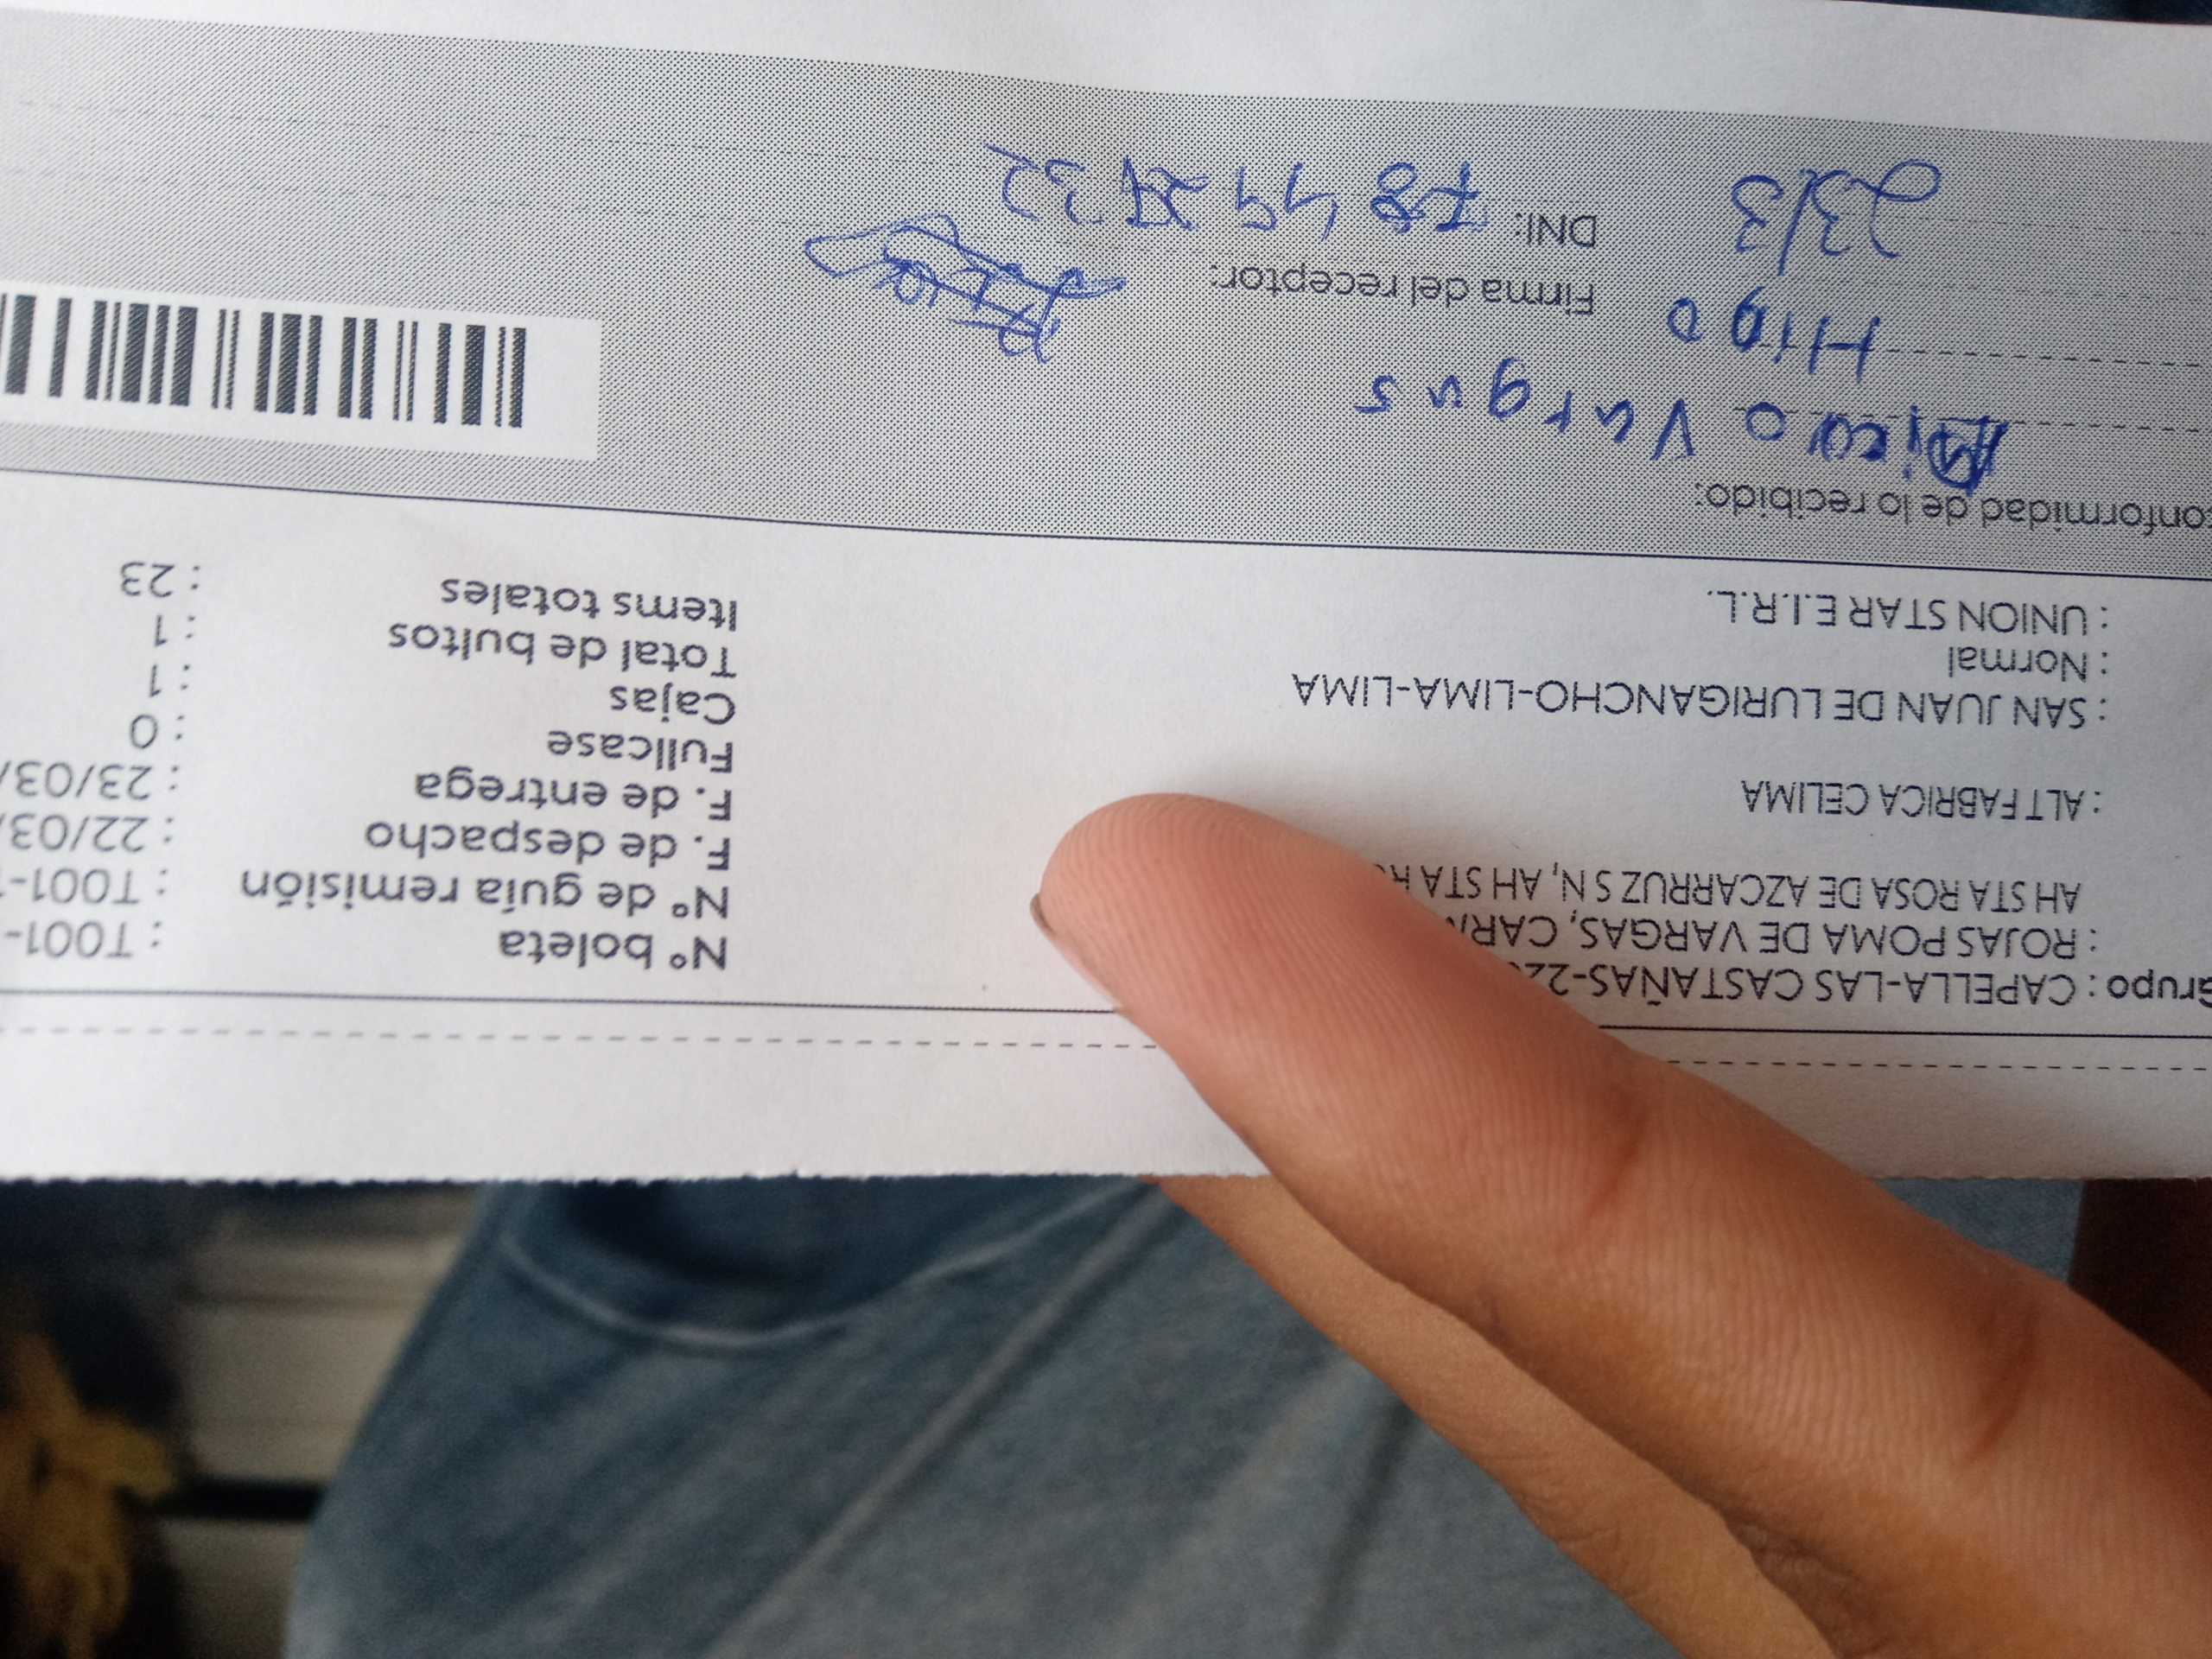 Grupo : CAPELLA-LAS CASTAÑAS-22
: ROJAS POMA DE VARGAS, CARM
AH STA ROSA DE AZCARRUZ S N, AH STA R
: ALT FABRICA CELIMA
: SAN JUAN DE LURIGANCHO-LIMA-LIMA
: Normal
: UNION STAR E.I.R.L.
N° boleta : T001-
N° de guía remisión : T001-
F. de despacho : 22/03/
F. de entrega : 23/03/
Fullcase : 0
Cajas : 1
Total de bultos : 1
Items totales : 23
onformidad de lo recibido:
Vargas
Higo
23/3
Firma del receptor:
DNI: